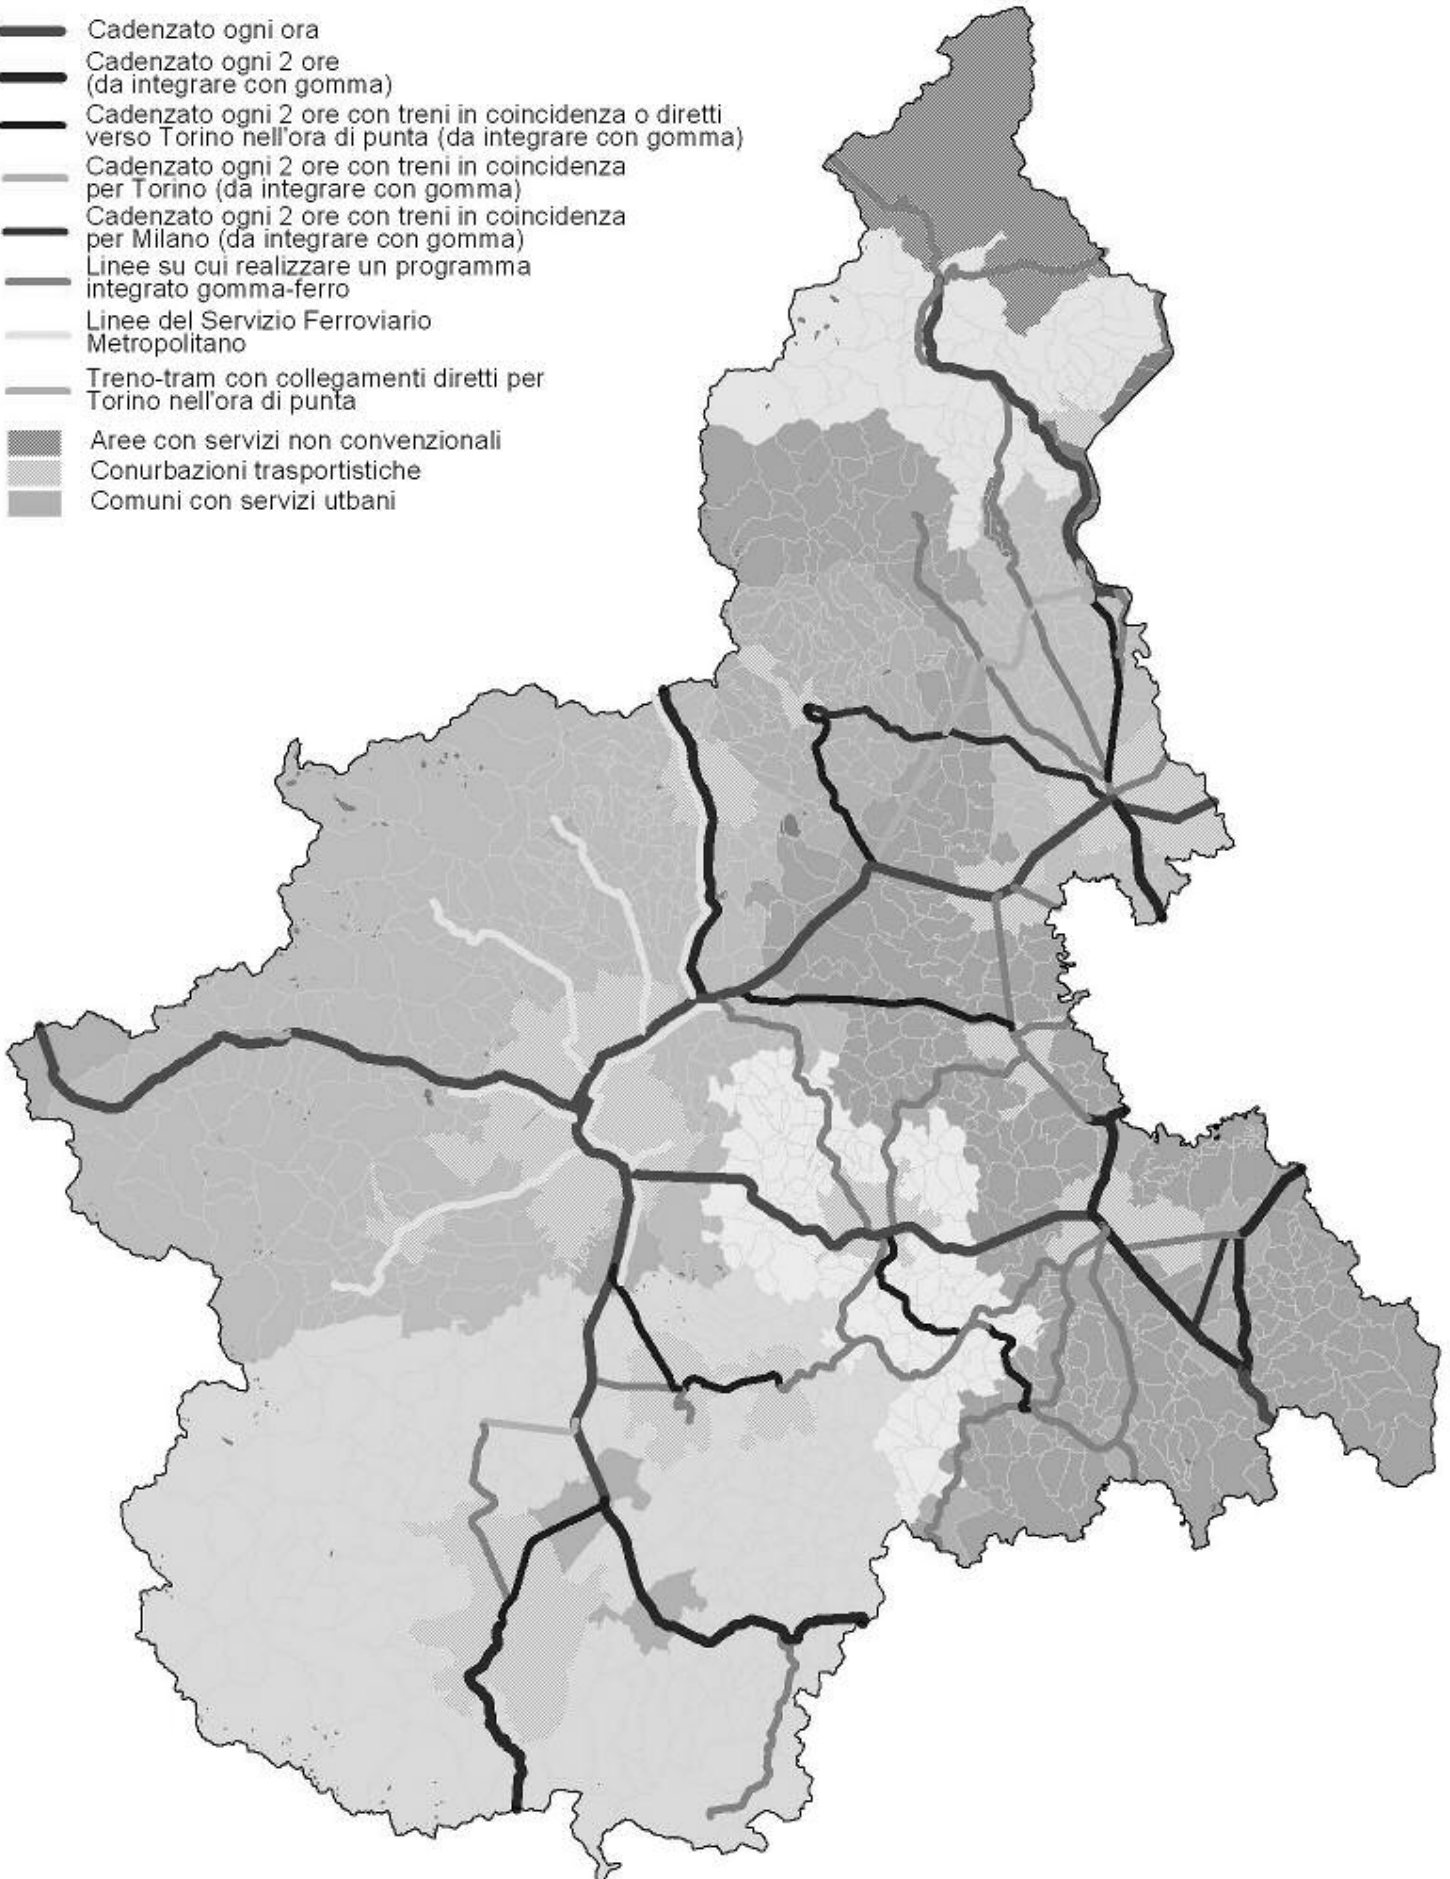 Cadenzato ogni ora
Cadenzato ogni 2 ore
(da integrare con gomma)
Cadenzato ogni 2 ore con treni in coincidenza o diretti
verso Torino nell'ora di punta (da integrare con gomma)
Cadenzato ogni 2 ore con treni in coincidenza
per Torino (da integrare con gomma)
Cadenzato ogni 2 ore con treni in coincidenza
per Milano (da integrare con gomma)
Linee su cui realizzare un programma
integrato gomma-ferro
Linee del Servizio Ferroviario
Metropolitano
Treno-tram con collegamenti diretti per
Torino nell'ora di punta
Aree con servizi non convenzionali
Conurbazioni trasportistiche
Comuni con servizi utbani